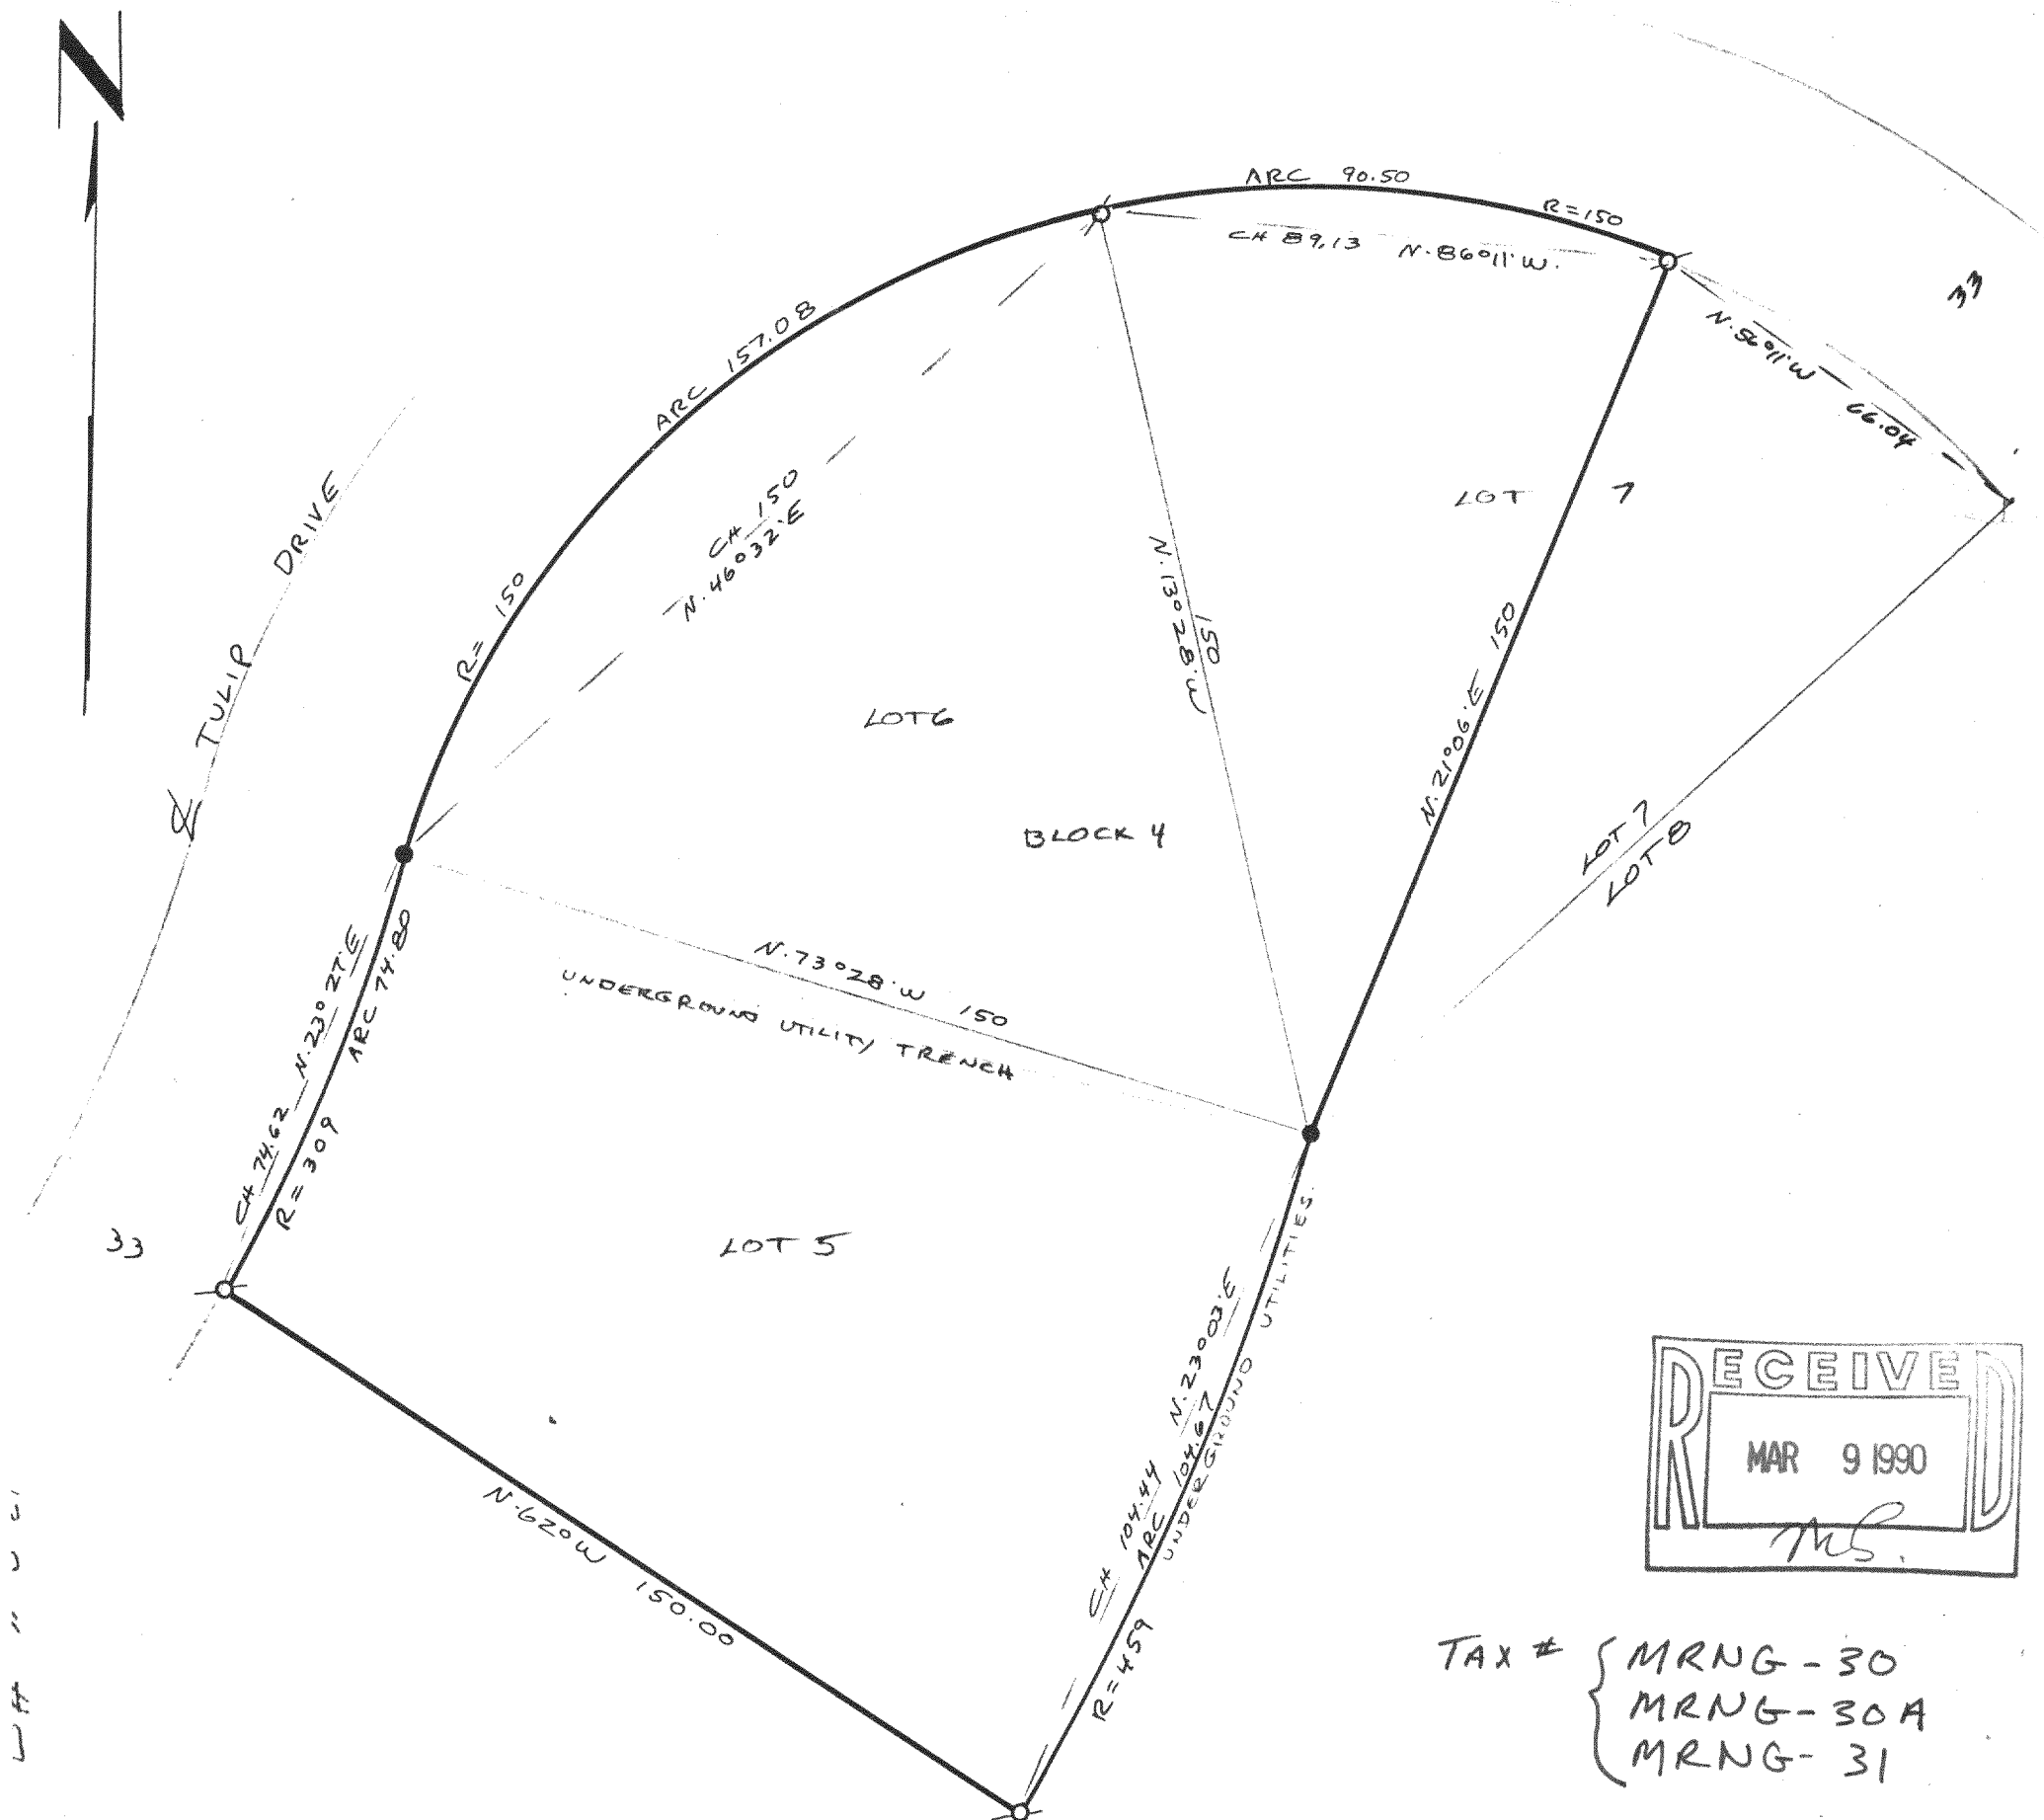 N
ARC 90.50
R=150
CH 89.13 N.86°11'W.
33
N.56°11'W 66.04
ARC 157.08
R= 150
CH 150
N.46°32'E
LOT 7
N.13°28'W
150
N.21°06'E 150
TULIP DRIVE
LOT 6
BLOCK 4
LOT 7
LOT 8
N.73°28'W 150
UNDERGROUND UTILITY TRENCH
CH 74.62 N.23°27'E
ARC 74.80
R= 309
33
LOT 5
CH 104.44 N.23°03'E
ARC 104.67
R=459
UNDERGROUND UTILITIES.
N.62°W 150.00
RECEIVED
MAR 9 1990
TAX # { MRNG-30
MRNG-30A
MRNG-31